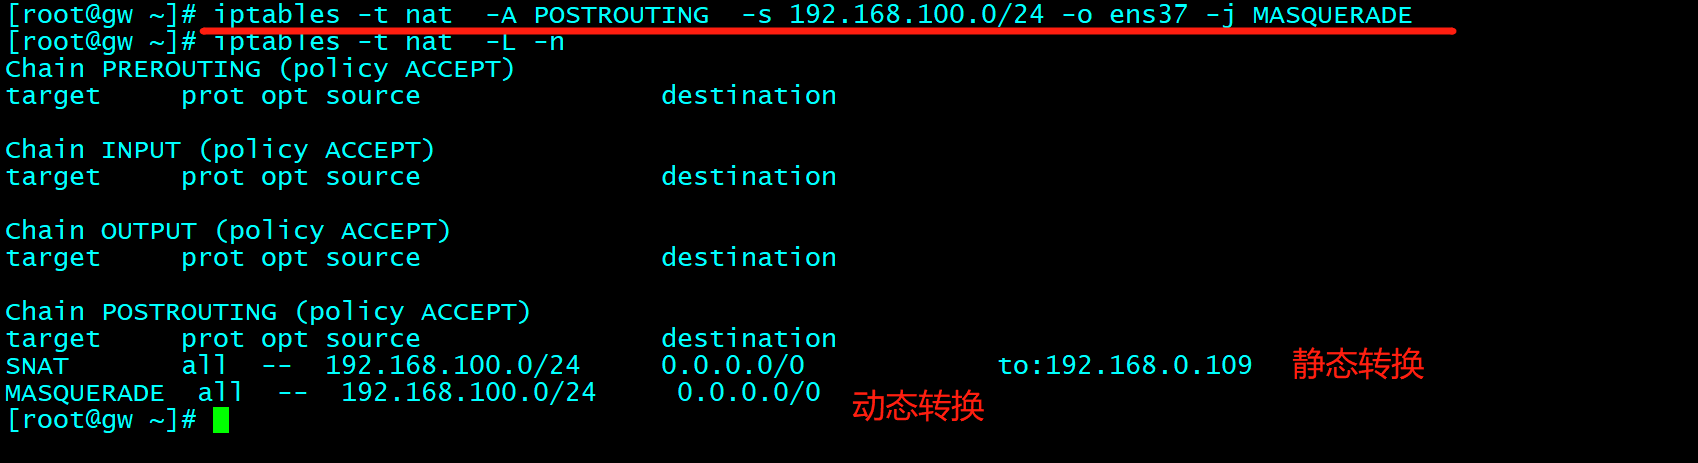 [root@gw ~]# iptables -t nat  -A POSTROUTING  -s 192.168.100.0/24 -o ens37 -j MASQUERADE
[root@gw ~]# iptables -t nat  -L -n
Chain PREROUTING (policy ACCEPT)
target     prot opt source               destination
Chain INPUT (policy ACCEPT)
target     prot opt source               destination
Chain OUTPUT (policy ACCEPT)
target     prot opt source               destination
Chain POSTROUTING (policy ACCEPT)
target     prot opt source               destination
SNAT       all  --  192.168.100.0/24     0.0.0.0/0            to:192.168.0.109 静态转换
MASQUERADE  all  --  192.168.100.0/24     0.0.0.0/0 动态转换
[root@gw ~]#